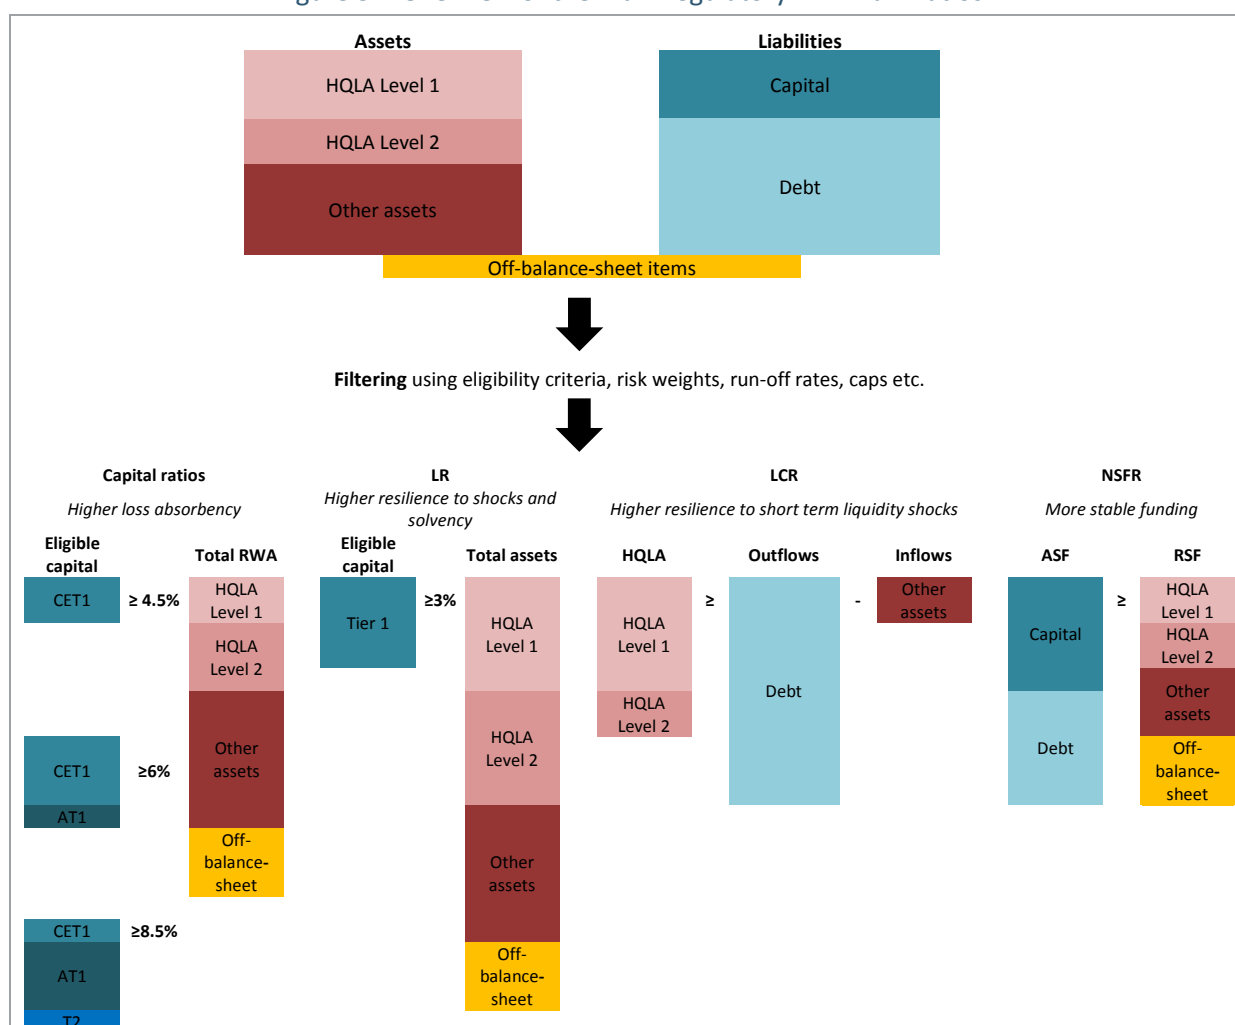 Assets
Liabilities
HQLA Level 1
HQLA Level 2
Other assets
Capital
Debt
Off-balance-sheet items
Filtering using eligibility criteria, risk weights, run-off rates, caps etc.
Capital ratios
Higher loss absorbency
Eligible
capital
Total RWA
CET1
≥ 4.5%
HQLA
Level 1
HQLA
Level 2
Other
assets
CET1
≥6%
AT1
Off-
balance-
sheet
CET1
≥8.5%
AT1
T2
LR
Higher resilience to shocks and
solvency
Eligible
capital
Total assets
Tier 1
≥3%
HQLA
Level 1
HQLA
Level 2
Other
assets
Off-
balance-
sheet
LCR
Higher resilience to short term liquidity shocks
HQLA
Outflows
Inflows
HQLA
Level 1
HQLA
Level 2
≥
Debt
-
Other
assets
NSFR
More stable funding
ASF
RSF
Capital
Debt
≥
HQLA
Level 1
HQLA
Level 2
Other
assets
Off-
balance-
sheet